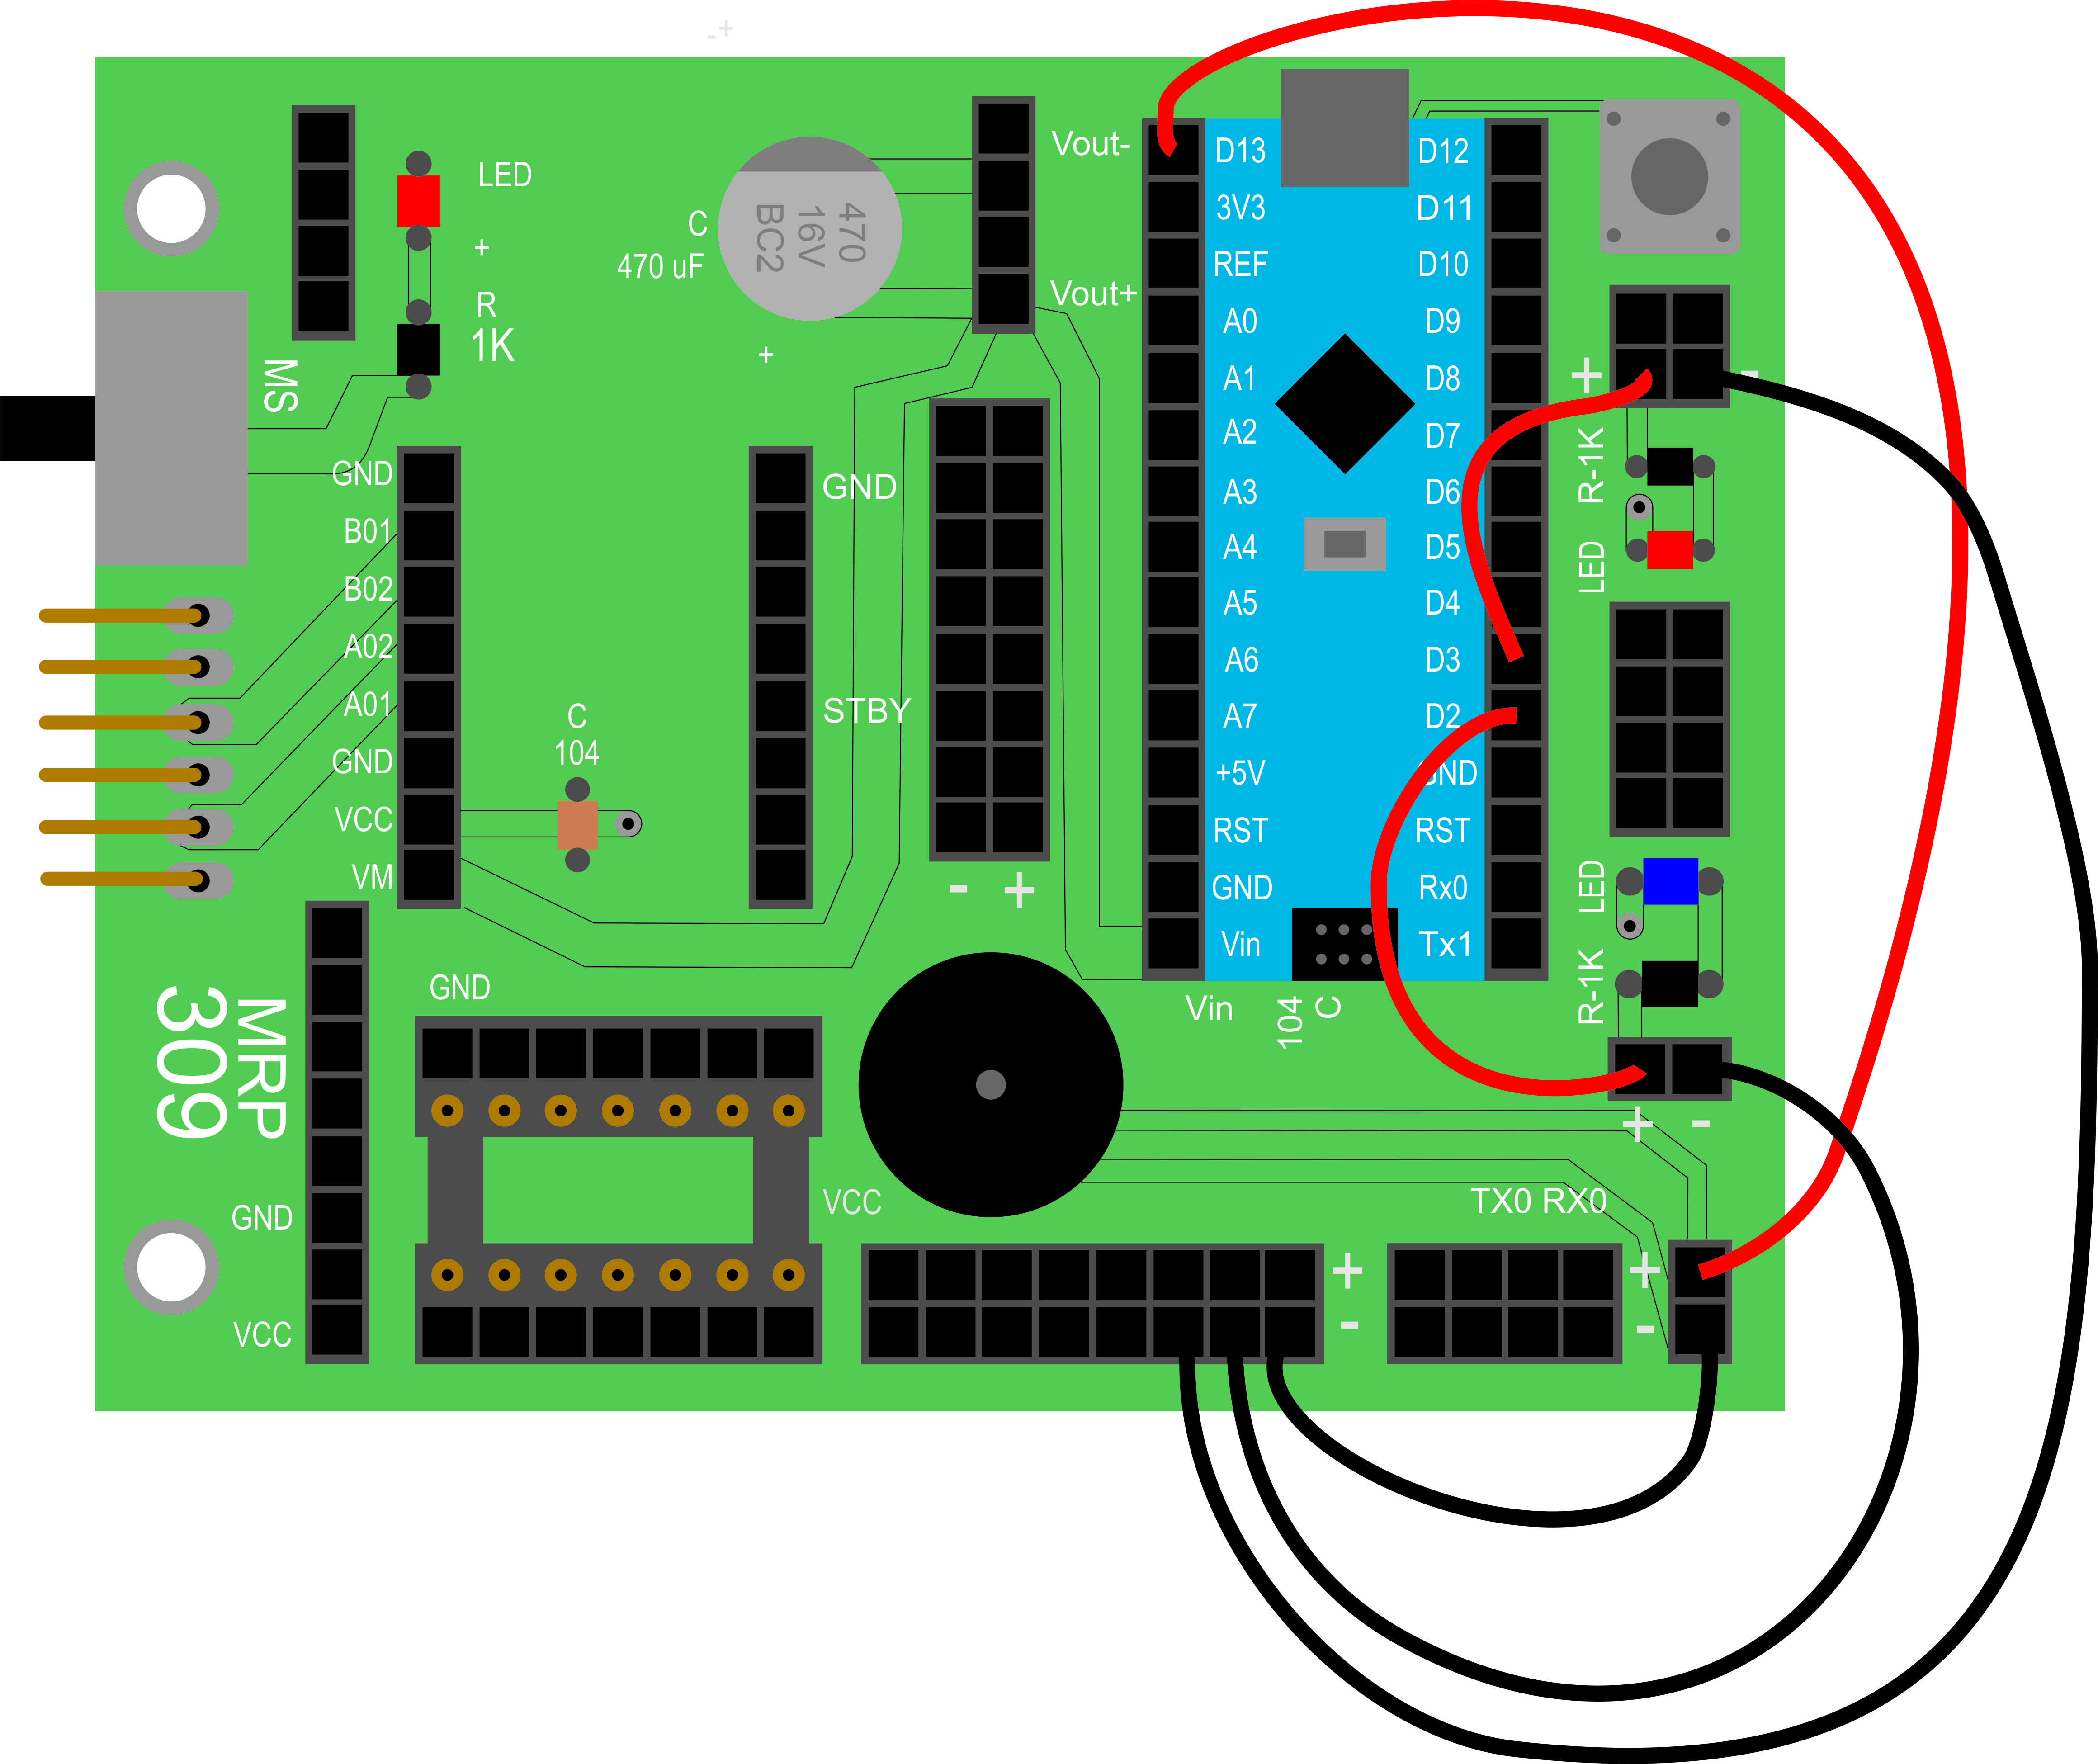 -+
LED
+
R
1K
MS
C
470 uF
470
16V
BC2
+
Vout-
Vout+
D13
3V3
REF
A0
A1
A2
A3
A4
A5
A6
A7
+5V
RST
GND
Vin
D12
D11
D10
D9
D8
D7
D6
D5
D4
D3
D2
GND
RST
Rx0
Tx1
Vin
104
C
+ -
R-1K
LED
LED
R-1K
+ -
GND
B01
B02
A02
A01
GND
VCC
VM
C
104
GND
STBY
- +
MRP
309
GND
VCC
GND
VCC
TX0 RX0
+
-
+
-